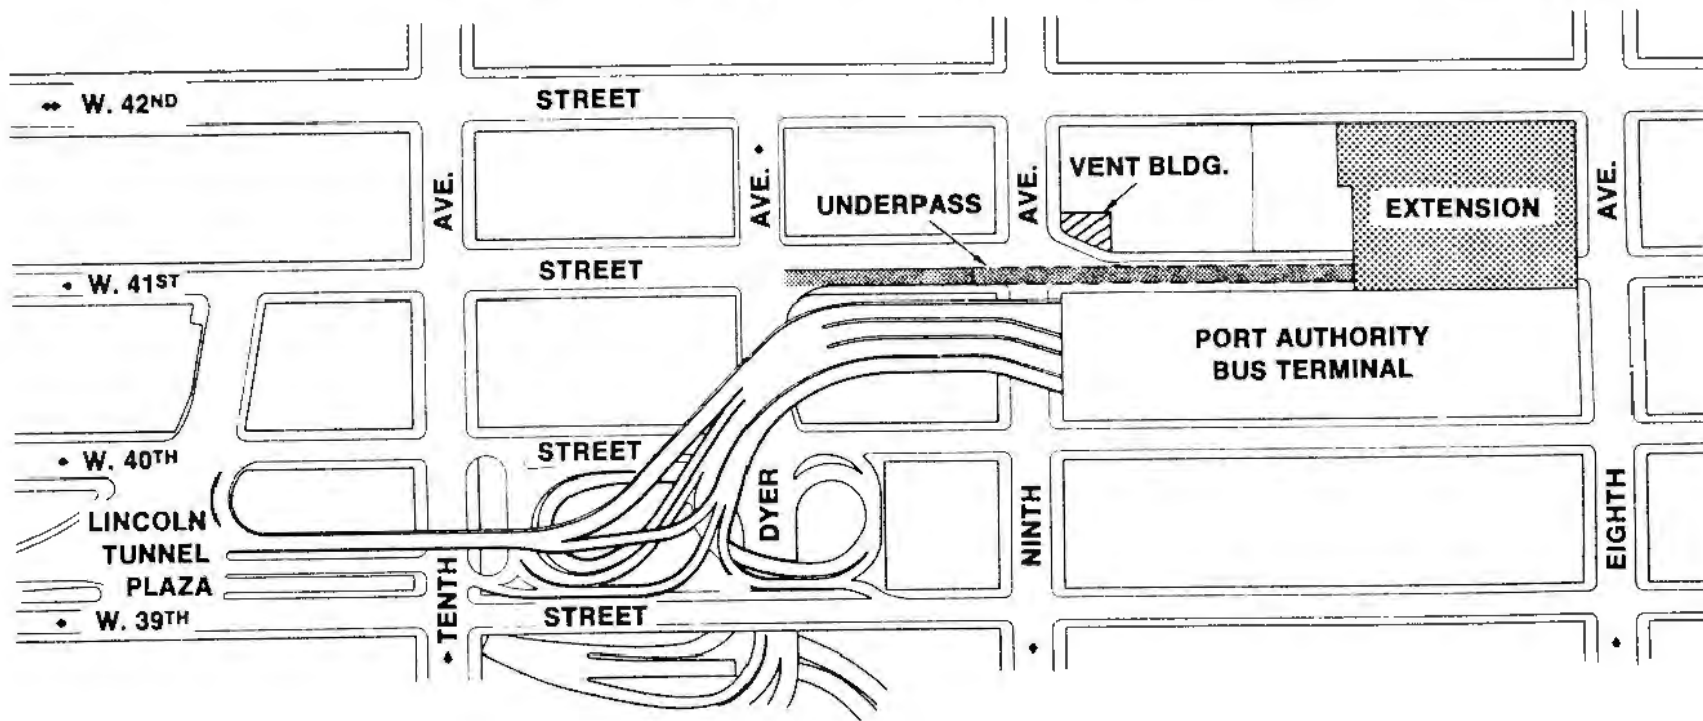 W. 42ND STREET
AVE. AVE. AVE. AVE.
VENT BLDG.
UNDERPASS
EXTENSION
W. 41ST STREET
PORT AUTHORITY
BUS TERMINAL
W. 40TH STREET
LINCOLN
TUNNEL
PLAZA
DYER
NINTH
EIGHTH
TENTH
W. 39TH STREET